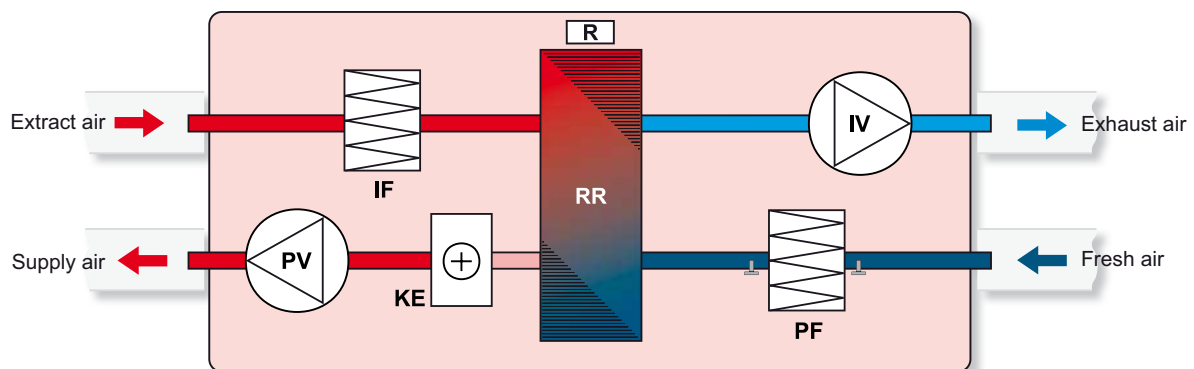 R
Extract air
IV
Exhaust air
IF
RR
Supply air
PV
KE
Fresh air
PF